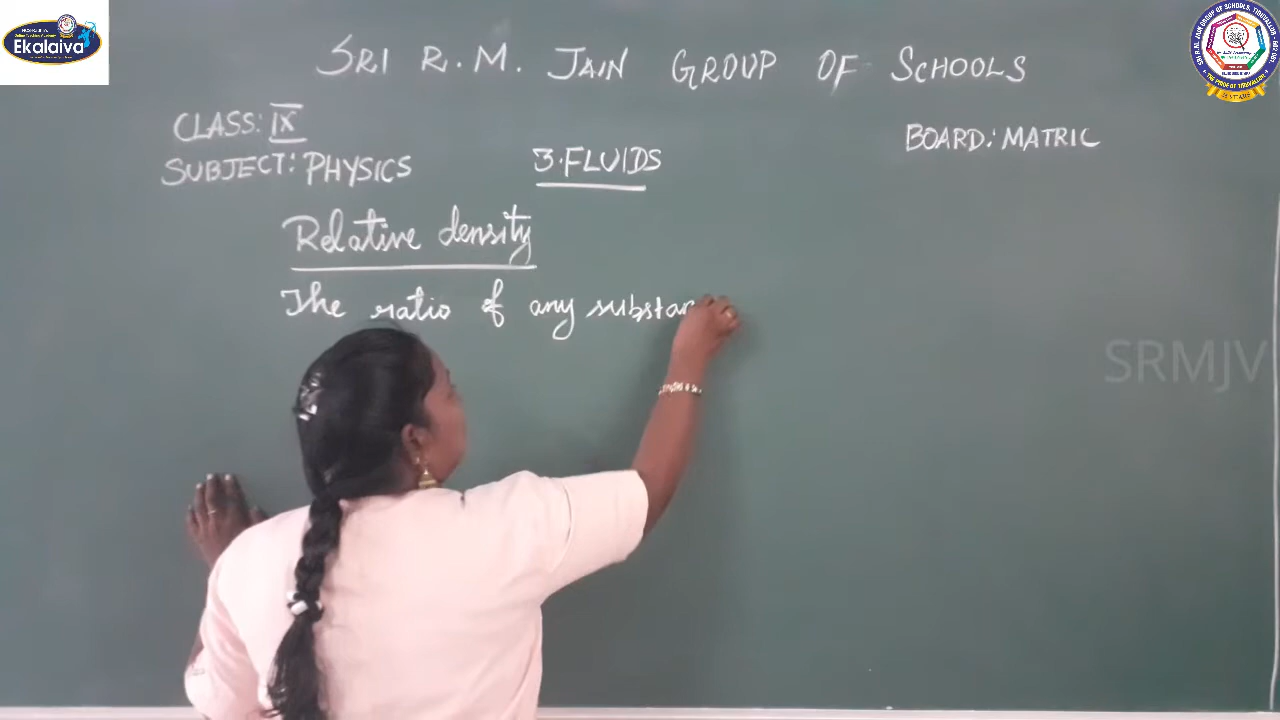 Ekalaiva
SRI R.M. JAIN GROUP OF SCHOOLS
CLASS: IX
BOARD: MATRIC
SUBJECT: PHYSICS
3. FLUIDS
Relative density
The ratio of any substan
SRMJV